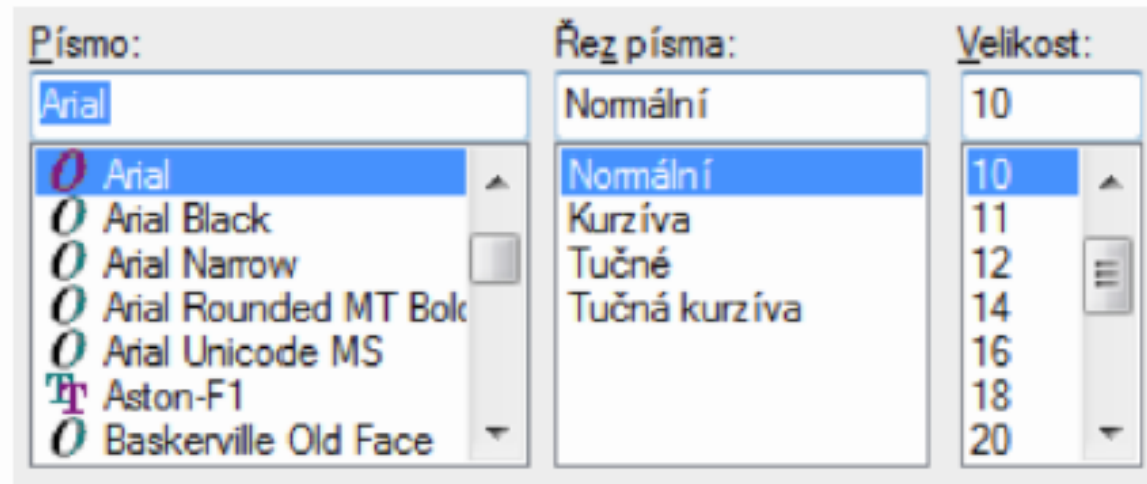 Písmo:
Arial
Arial
Arial Black
Arial Narrow
Arial Rounded MT Bold
Arial Unicode MS
Aston-F1
Baskerville Old Face
Řez písma:
Normální
Normální
Kurzíva
Tučné
Tučná kurzíva
Velikost:
10
10
11
12
14
16
18
20